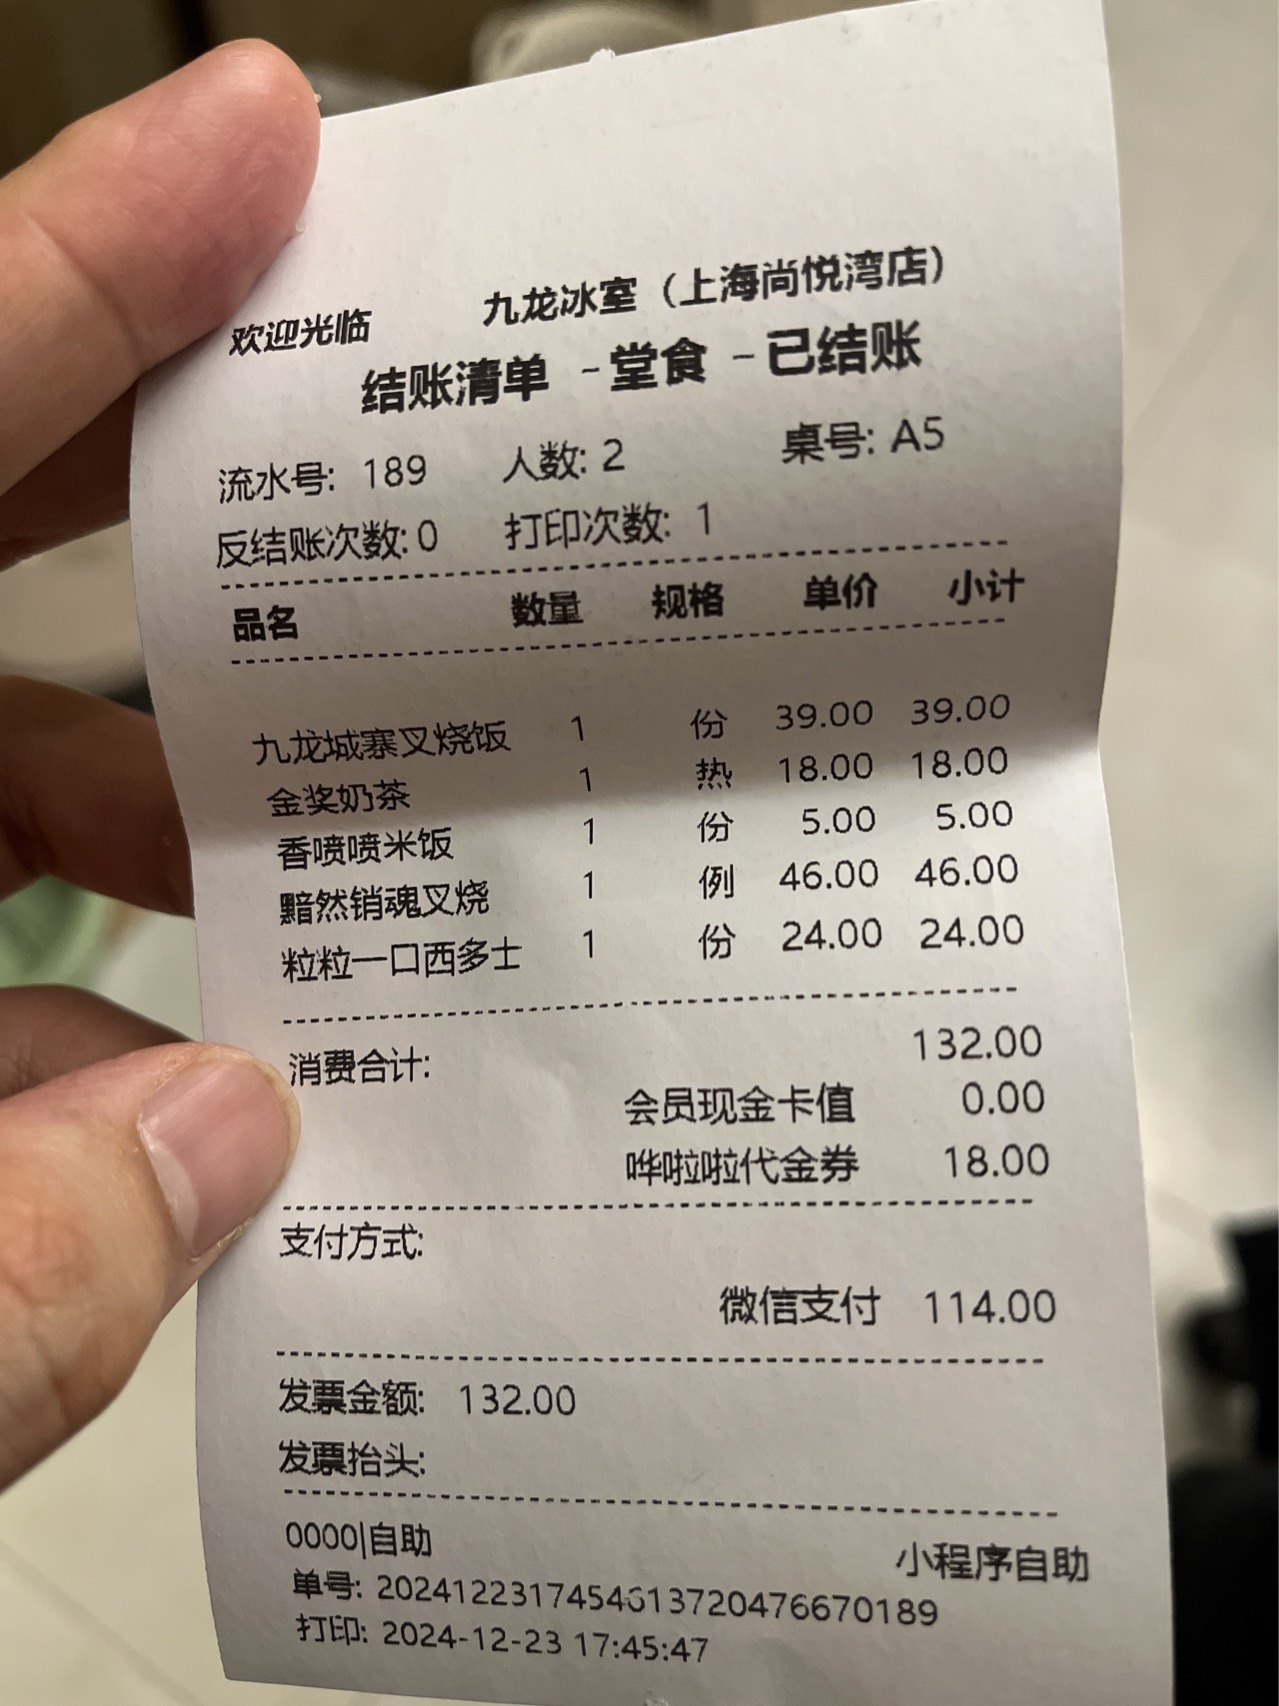 欢迎光临 九龙冰室（上海尚悦湾店）
结账清单 -堂食 -已结账
流水号: 189 人数: 2 桌号: A5
反结账次数: 0 打印次数: 1
品名 数量 规格 单价 小计
九龙城寨叉烧饭 1 份 39.00 39.00
金奖奶茶 1 热 18.00 18.00
香喷喷米饭 1 份 5.00 5.00
黯然销魂叉烧 1 例 46.00 46.00
粒粒一口西多士 1 份 24.00 24.00
消费合计: 132.00
会员现金卡值 0.00
哗啦啦代金券 18.00
支付方式:
微信支付 114.00
发票金额: 132.00
发票抬头:
0000|自助 小程序自助
单号:
打印: 2024-12-23 17:45:47